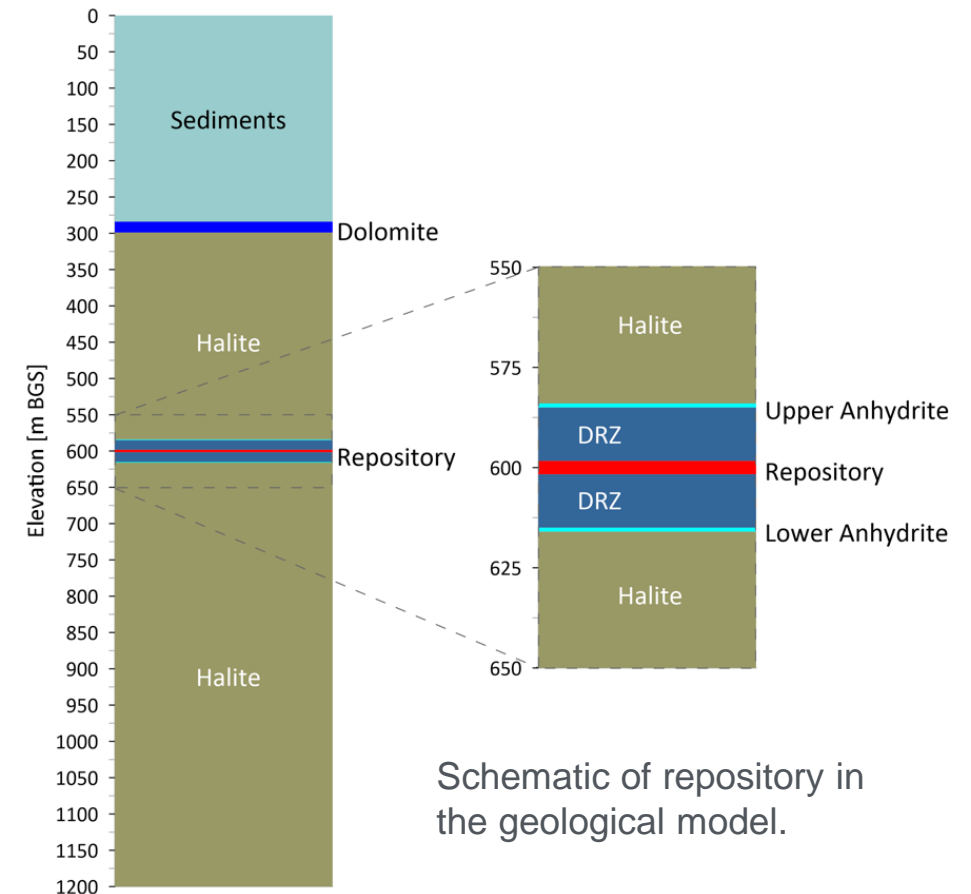 Elevation [m BGS]
0
50
100
150
200
250
300
350
400
450
500
550
600
650
700
750
800
850
900
950
1000
1050
1100
1150
1200
Sediments
Dolomite
Halite
Repository
Halite
550
575
600
625
650
Halite
Upper Anhydrite
DRZ
Repository
DRZ
Lower Anhydrite
Halite
Schematic of repository in
the geological model.